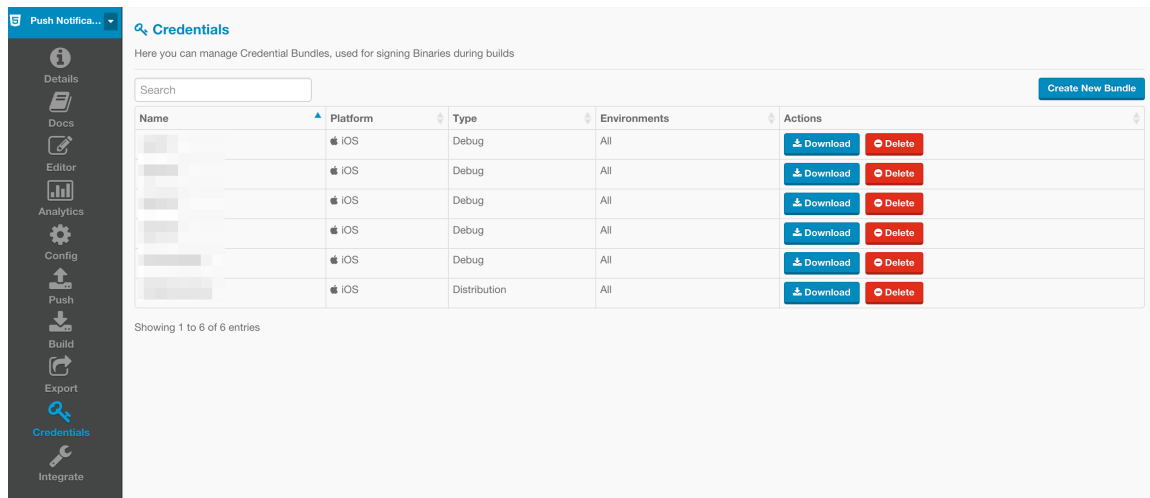 Push Notifica...
Details
Docs
Editor
Analytics
Config
Push
Build
Export
Credentials
Integrate
Credentials
Here you can manage Credential Bundles, used for signing Binaries during builds
Search
Create New Bundle
Name Platform Type Environments Actions
iOS Debug All Download Delete
iOS Debug All Download Delete
iOS Debug All Download Delete
iOS Debug All Download Delete
iOS Debug All Download Delete
iOS Distribution All Download Delete
Showing 1 to 6 of 6 entries